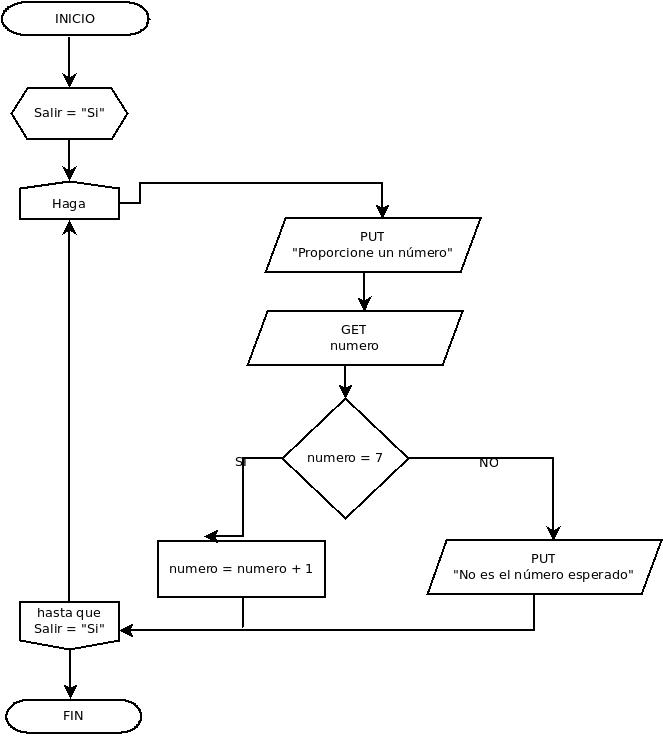 INICIO
Salir = "Si"
Haga
PUT
"Proporcione un número"
GET
numero
numero = 7
SI
NO
numero = numero + 1
PUT
"No es el número esperado"
hasta que
Salir = "Si"
FIN